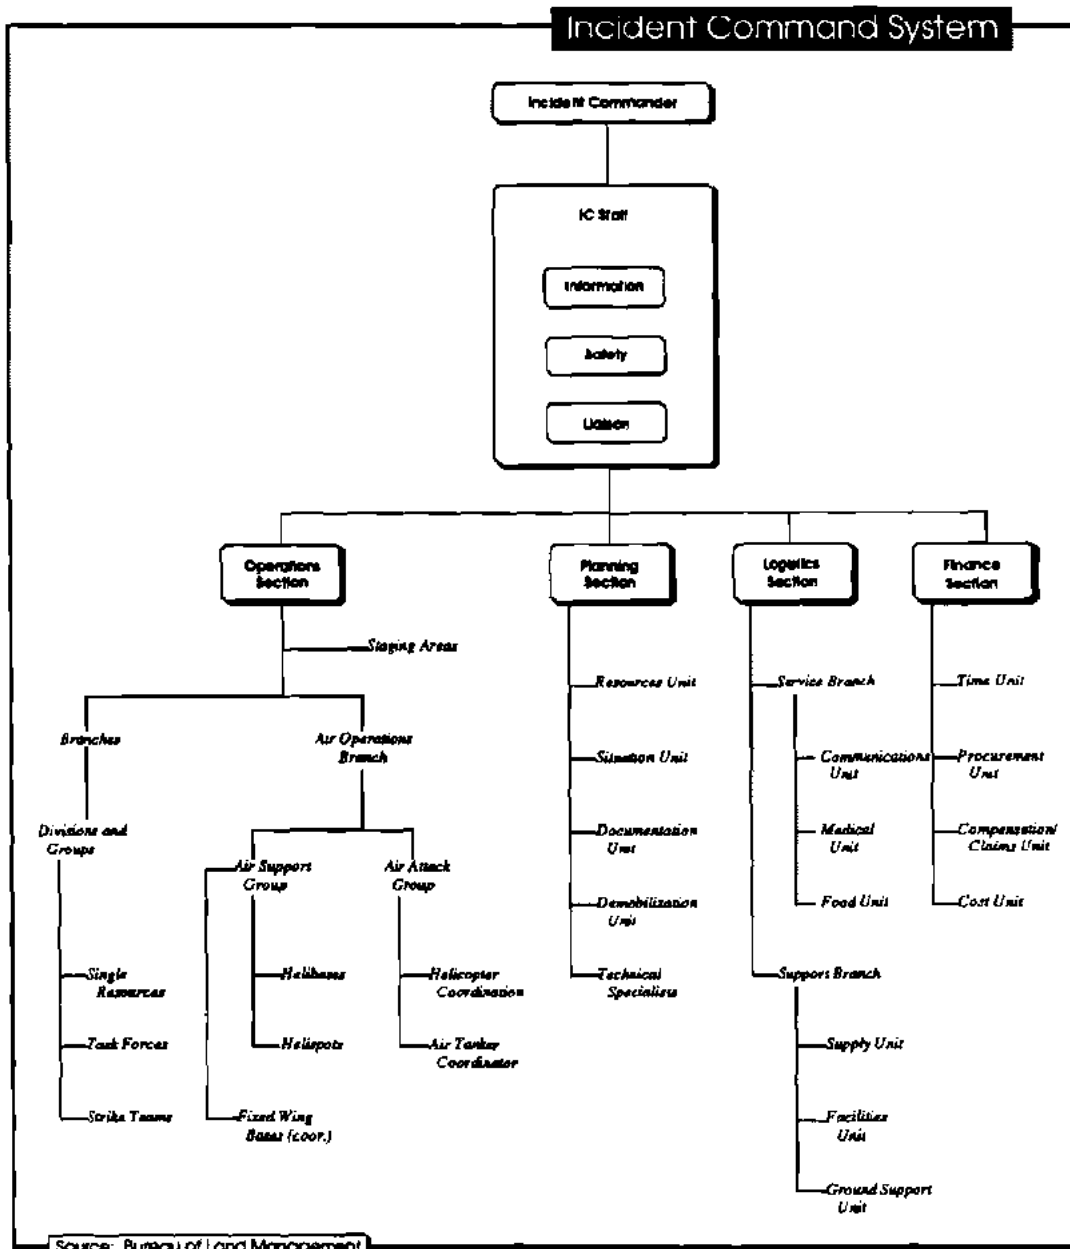 Incident Command System
Incident Commander
IC Staff
Information
Safety
Liaison
Operations
Section
Planning
Section
Logistics
Section
Finance
Section
Staging Areas
Branches
Air Operations
Branch
Divisions and
Groups
Air Support
Group
Air Attack
Group
Single
Resources
Task Forces
Strike Teams
Helibases
Helispots
Fixed Wing
Bases (coor.)
Helicopter
Coordination
Air Tanker
Coordinator
Resources Unit
Situation Unit
Documentation
Unit
Demobilization
Unit
Technical
Specialists
Service Branch
Communications
Unit
Medical
Unit
Food Unit
Support Branch
Supply Unit
Facilities
Unit
Ground Support
Unit
Time Unit
Procurement
Unit
Compensation/
Claims Unit
Cost Unit
Source: Bureau of Land Management